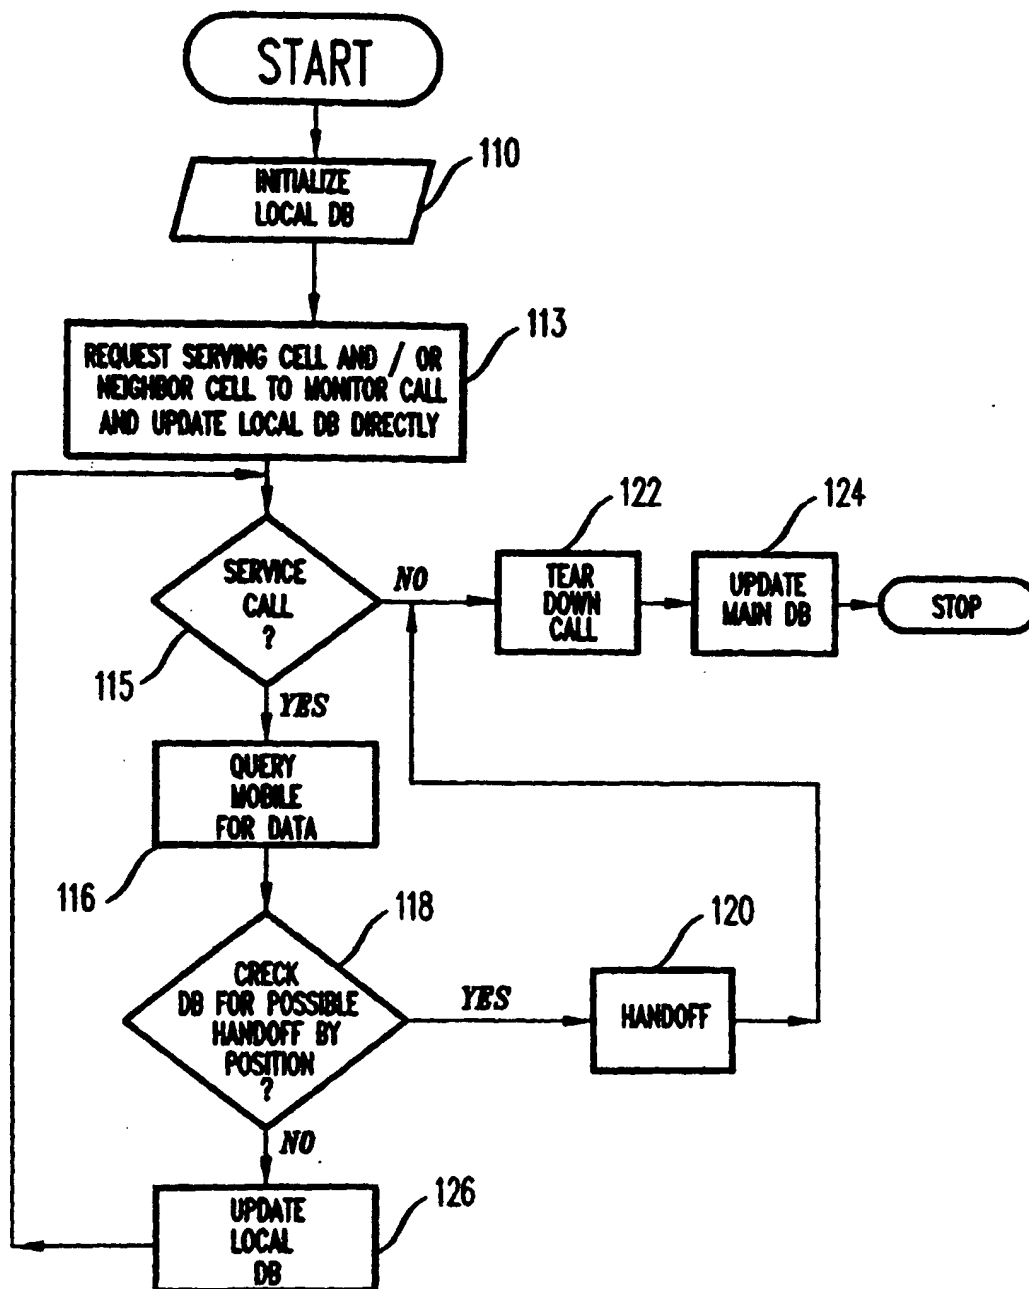 START
110
INITIALIZE
LOCAL DB
113
REQUEST SERVING CELL AND / OR
NEIGHBOR CELL TO MONITOR CALL
AND UPDATE LOCAL DB DIRECTLY
SERVICE
CALL
?
115
NO
122
TEAR
DOWN
CALL
124
UPDATE
MAIN DB
STOP
YES
QUERY
MOBILE
FOR DATA
116
118
CRECK
DB FOR POSSIBLE
HANDOFF BY
POSITION
?
YES
120
HANDOFF
NO
126
UPDATE
LOCAL
DB